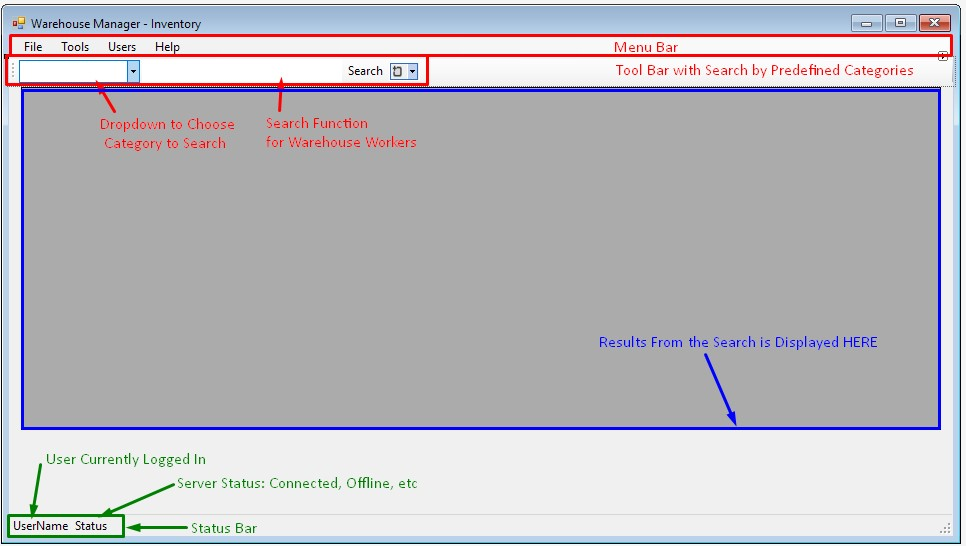 Warehouse Manager - Inventory
File Tools Users Help
Menu Bar
Search
Tool Bar with Search by Predefined Categories
Dropdown to Choose
Category to Search
Search Function
for Warehouse Workers
Results From the Search is Displayed HERE
User Currently Logged In
Server Status: Connected, Offline, etc
UserName Status
Status Bar